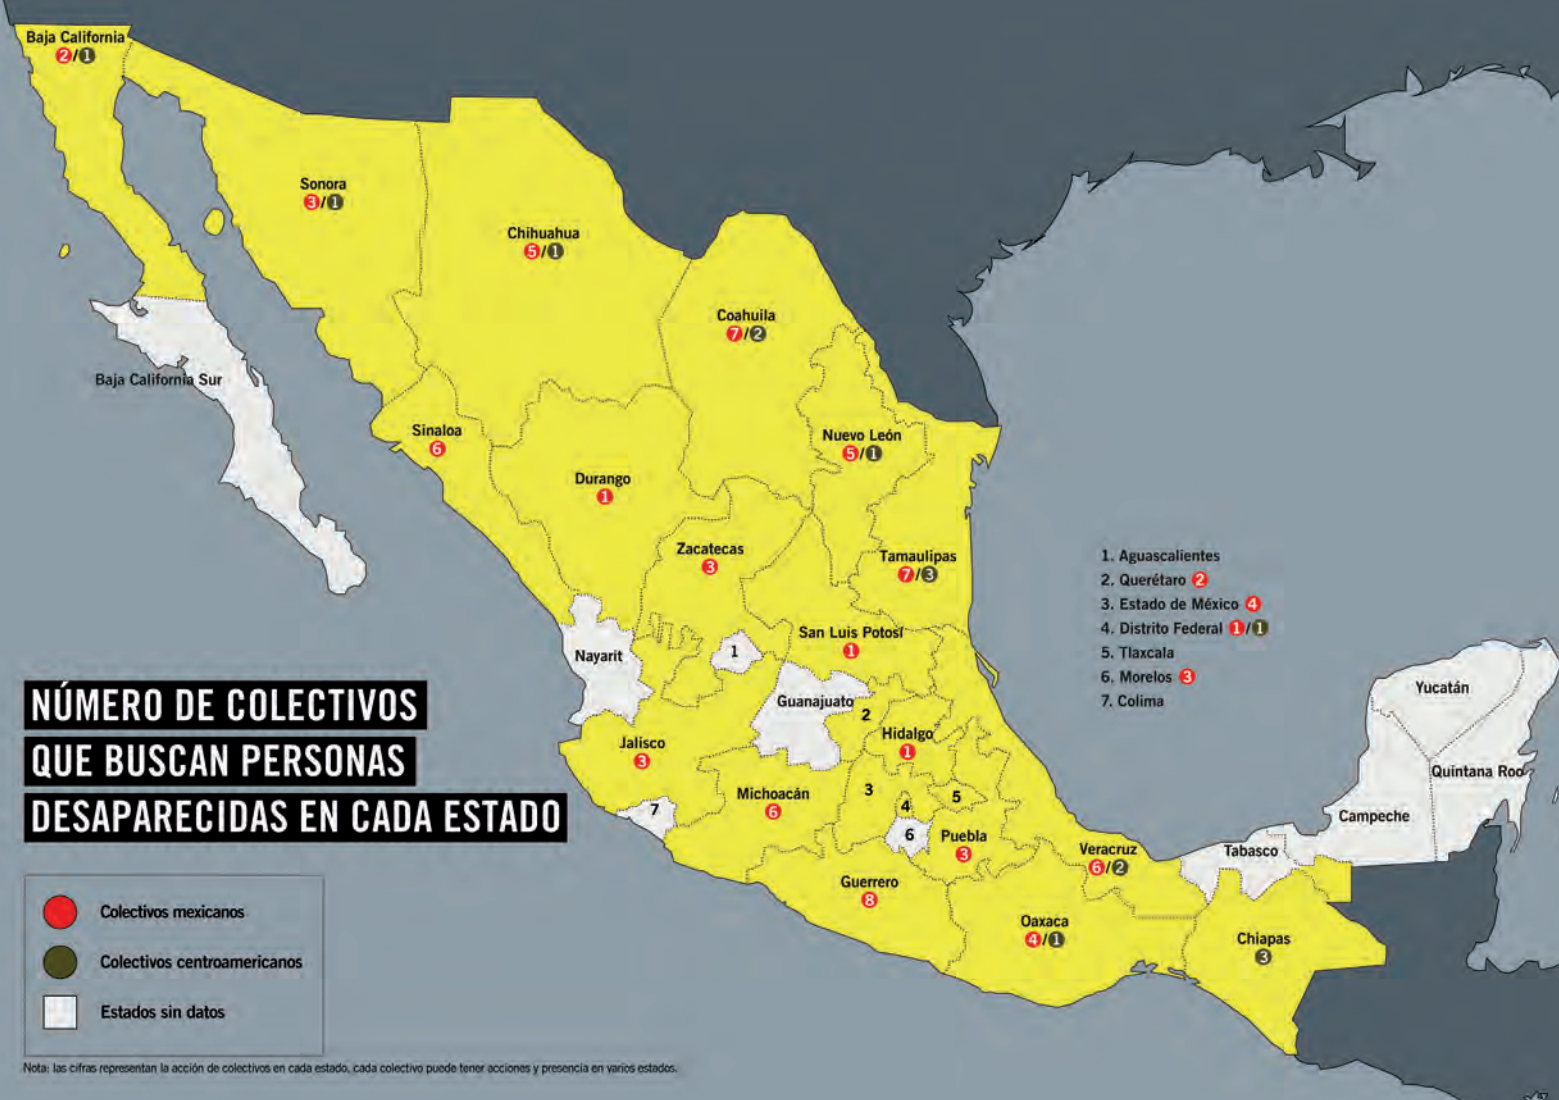 Baja California
2/1
Sonora
3/1
Chihuahua
5/1
Coahuila
7/2
Baja California Sur
Sinaloa
6
Nuevo León
5/1
Durango
1
Zacatecas
3
Tamaulipas
7/3
1. Aguascalientes
2. Querétaro 2
3. Estado de México 4
4. Distrito Federal 1/1
5. Tlaxcala
6. Morelos 3
7. Colima
San Luis Potosí
1
Nayarit
1
Guanajuato
2
Yucatán
NÚMERO DE COLECTIVOS
QUE BUSCAN PERSONAS
DESAPARECIDAS EN CADA ESTADO
Jalisco
3
Hidalgo
1
Quintana Roo
Michoacán
6
3
4
5
7
6
Puebla
3
Campeche
Veracruz
6/2
Tabasco
Guerrero
8
Oaxaca
4/1
Chiapas
3
Colectivos mexicanos
Colectivos centroamericanos
Estados sin datos
Nota: las cifras representan la acción de colectivos en cada estado, cada colectivo puede tener acciones y presencia en varios estados.